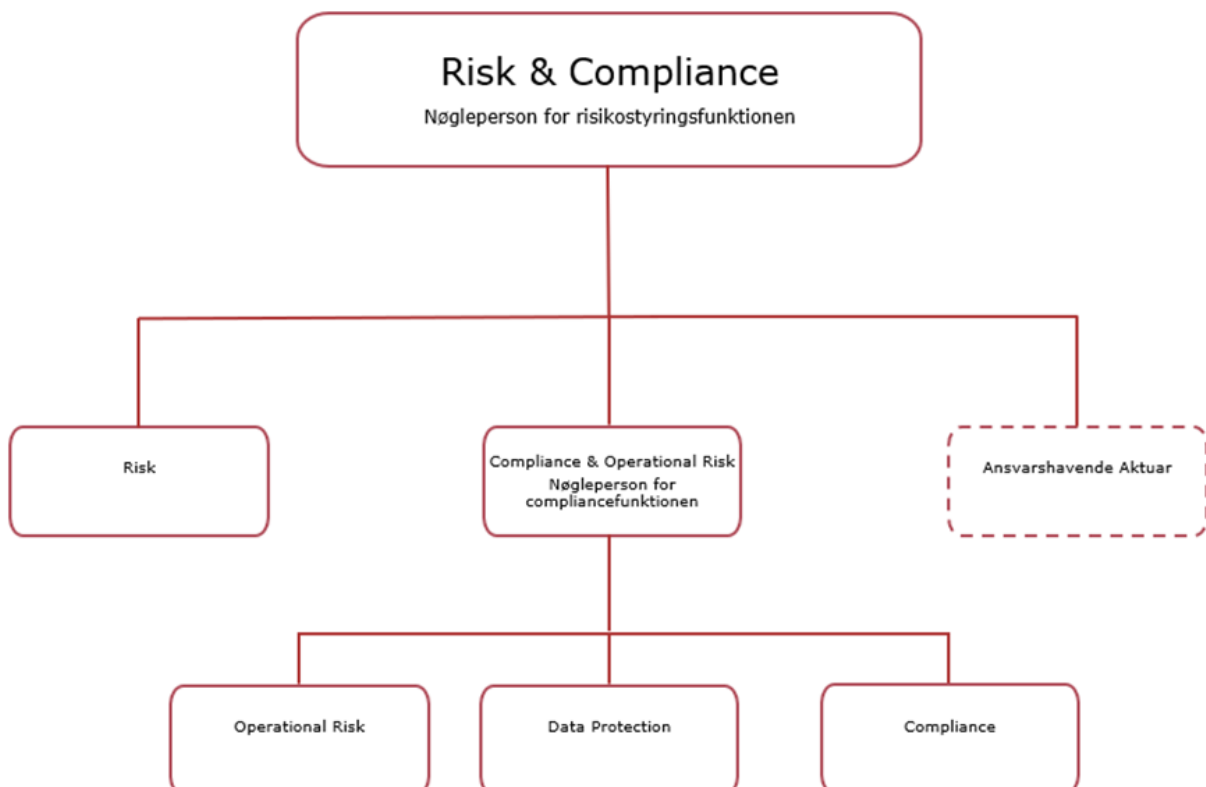 Risk & Compliance
Nøgleperson for risikostyringsfunktionen
Risk
Compliance & Operational Risk
Nøgleperson for
compliancefunktionen
Ansvarshavende Aktuar
Operational Risk
Data Protection
Compliance